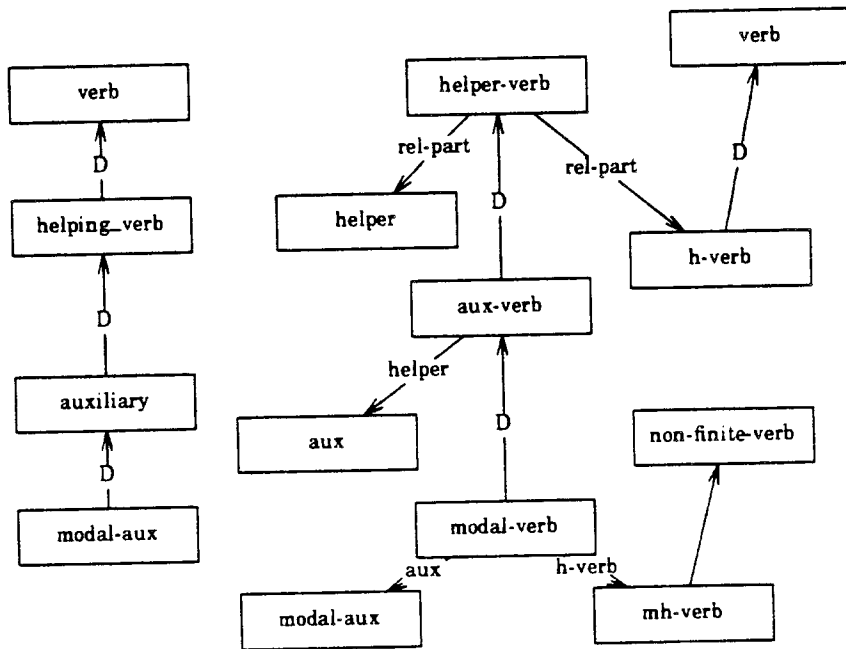 verb
verb
helper-verb
D
rel-part
rel-part
D
helping_verb
helper
D
h-verb
D
aux-verb
helper
auxiliary
D
non-finite-verb
aux
D
modal-aux
modal-verb
aux
h-verb
modal-aux
mh-verb